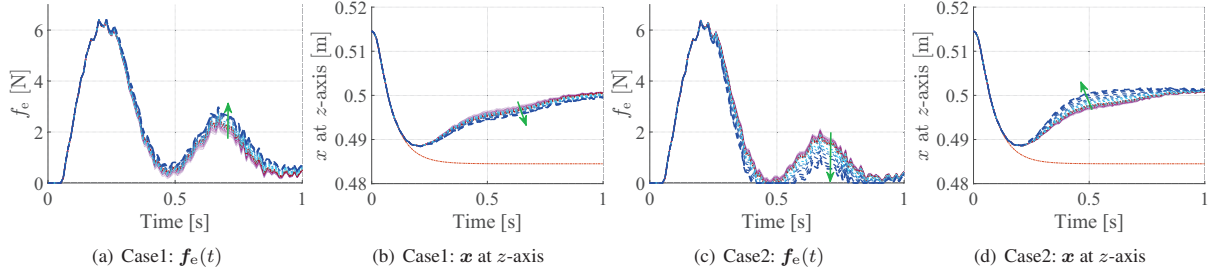 6
4
2
0
f_e [N]
0
0.5
1
Time [s]
(a) Case1: f_e(t)
0.52
0.51
0.5
0.49
0.48
x at z-axis [m]
0
0.5
1
Time [s]
(b) Case1: x at z-axis
6
4
2
0
f_e [N]
0
0.5
1
Time [s]
(c) Case2: f_e(t)
0.52
0.51
0.5
0.49
0.48
x at z-axis [m]
0
0.5
1
Time [s]
(d) Case2: x at z-axis